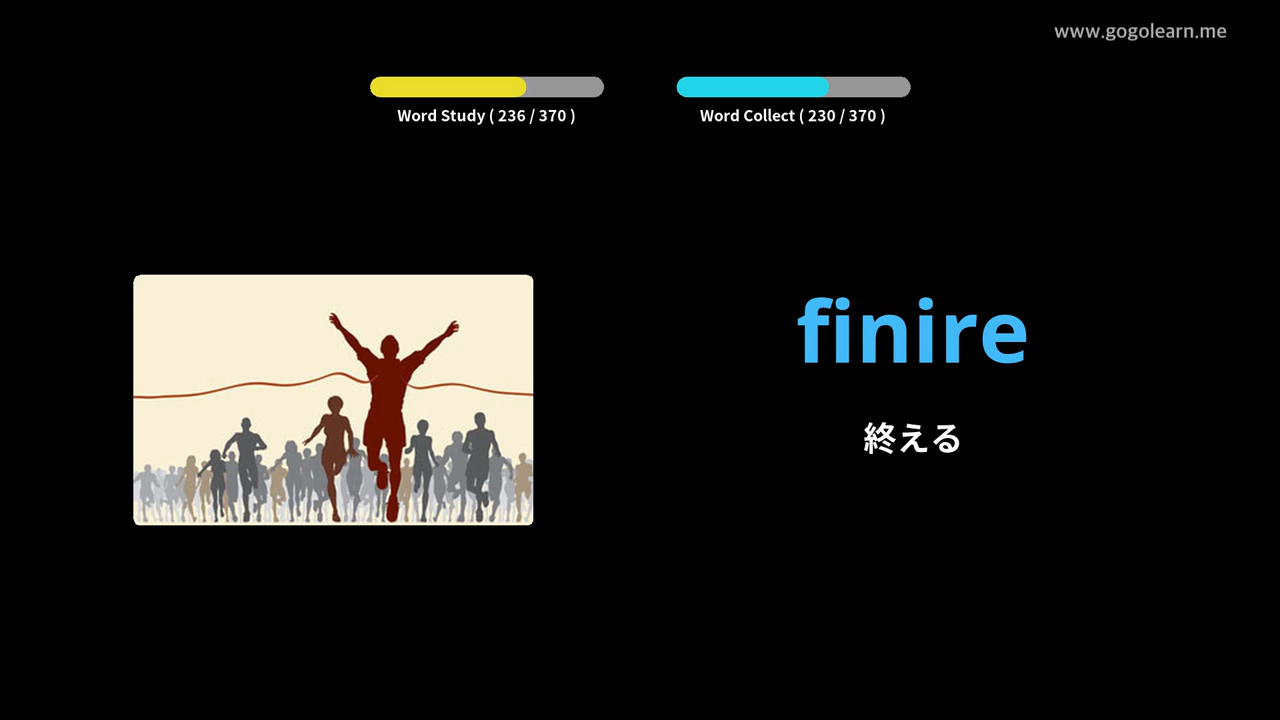 www.gogolearn.me
Word Study ( 236 / 370 )
Word Collect ( 230 / 370 )
finire
終える